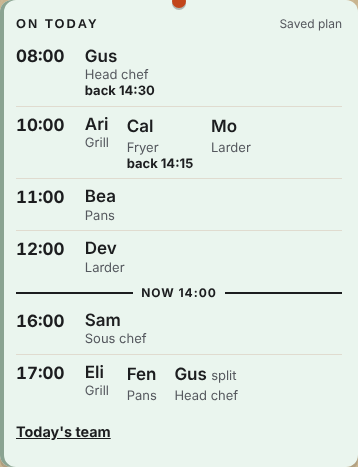 ON TODAY Saved plan
08:00 Gus
Head chef
back 14:30
10:00 Ari Cal Mo
Grill Fryer Larder
back 14:15
11:00 Bea
Pans
12:00 Dev
Larder
NOW 14:00
16:00 Sam
Sous chef
17:00 Eli Fen Gus split
Grill Pans Head chef
Today's team